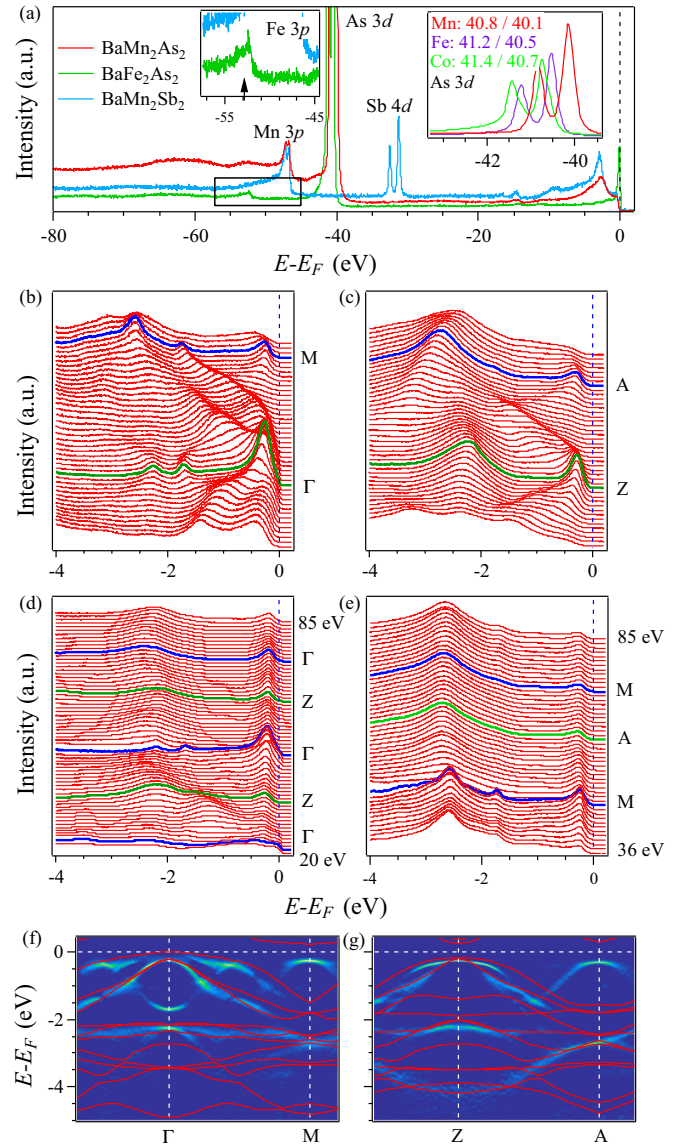 (a)
Intensity (a.u.)
BaMn2As2
BaFe2As2
BaMn2Sb2
Fe 3p
-55 -45
Mn 3p
As 3d
Sb 4d
Mn: 40.8 / 40.1
Fe: 41.2 / 40.5
Co: 41.4 / 40.7
As 3d
-42 -40
-80 -60 -40 -20 0
E-EF (eV)
(b) (c)
Intensity (a.u.)
M A
Γ Z
-4 -2 0 -4 -2 0
(d) (e)
Intensity (a.u.)
85 eV
Γ
Z
Γ
Z
Γ
20 eV
85 eV
M
A
M
36 eV
-4 -2 0 -4 -2 0
E-EF (eV)
(f) (g)
E-EF (eV)
0
-2
-4
Γ M Z A